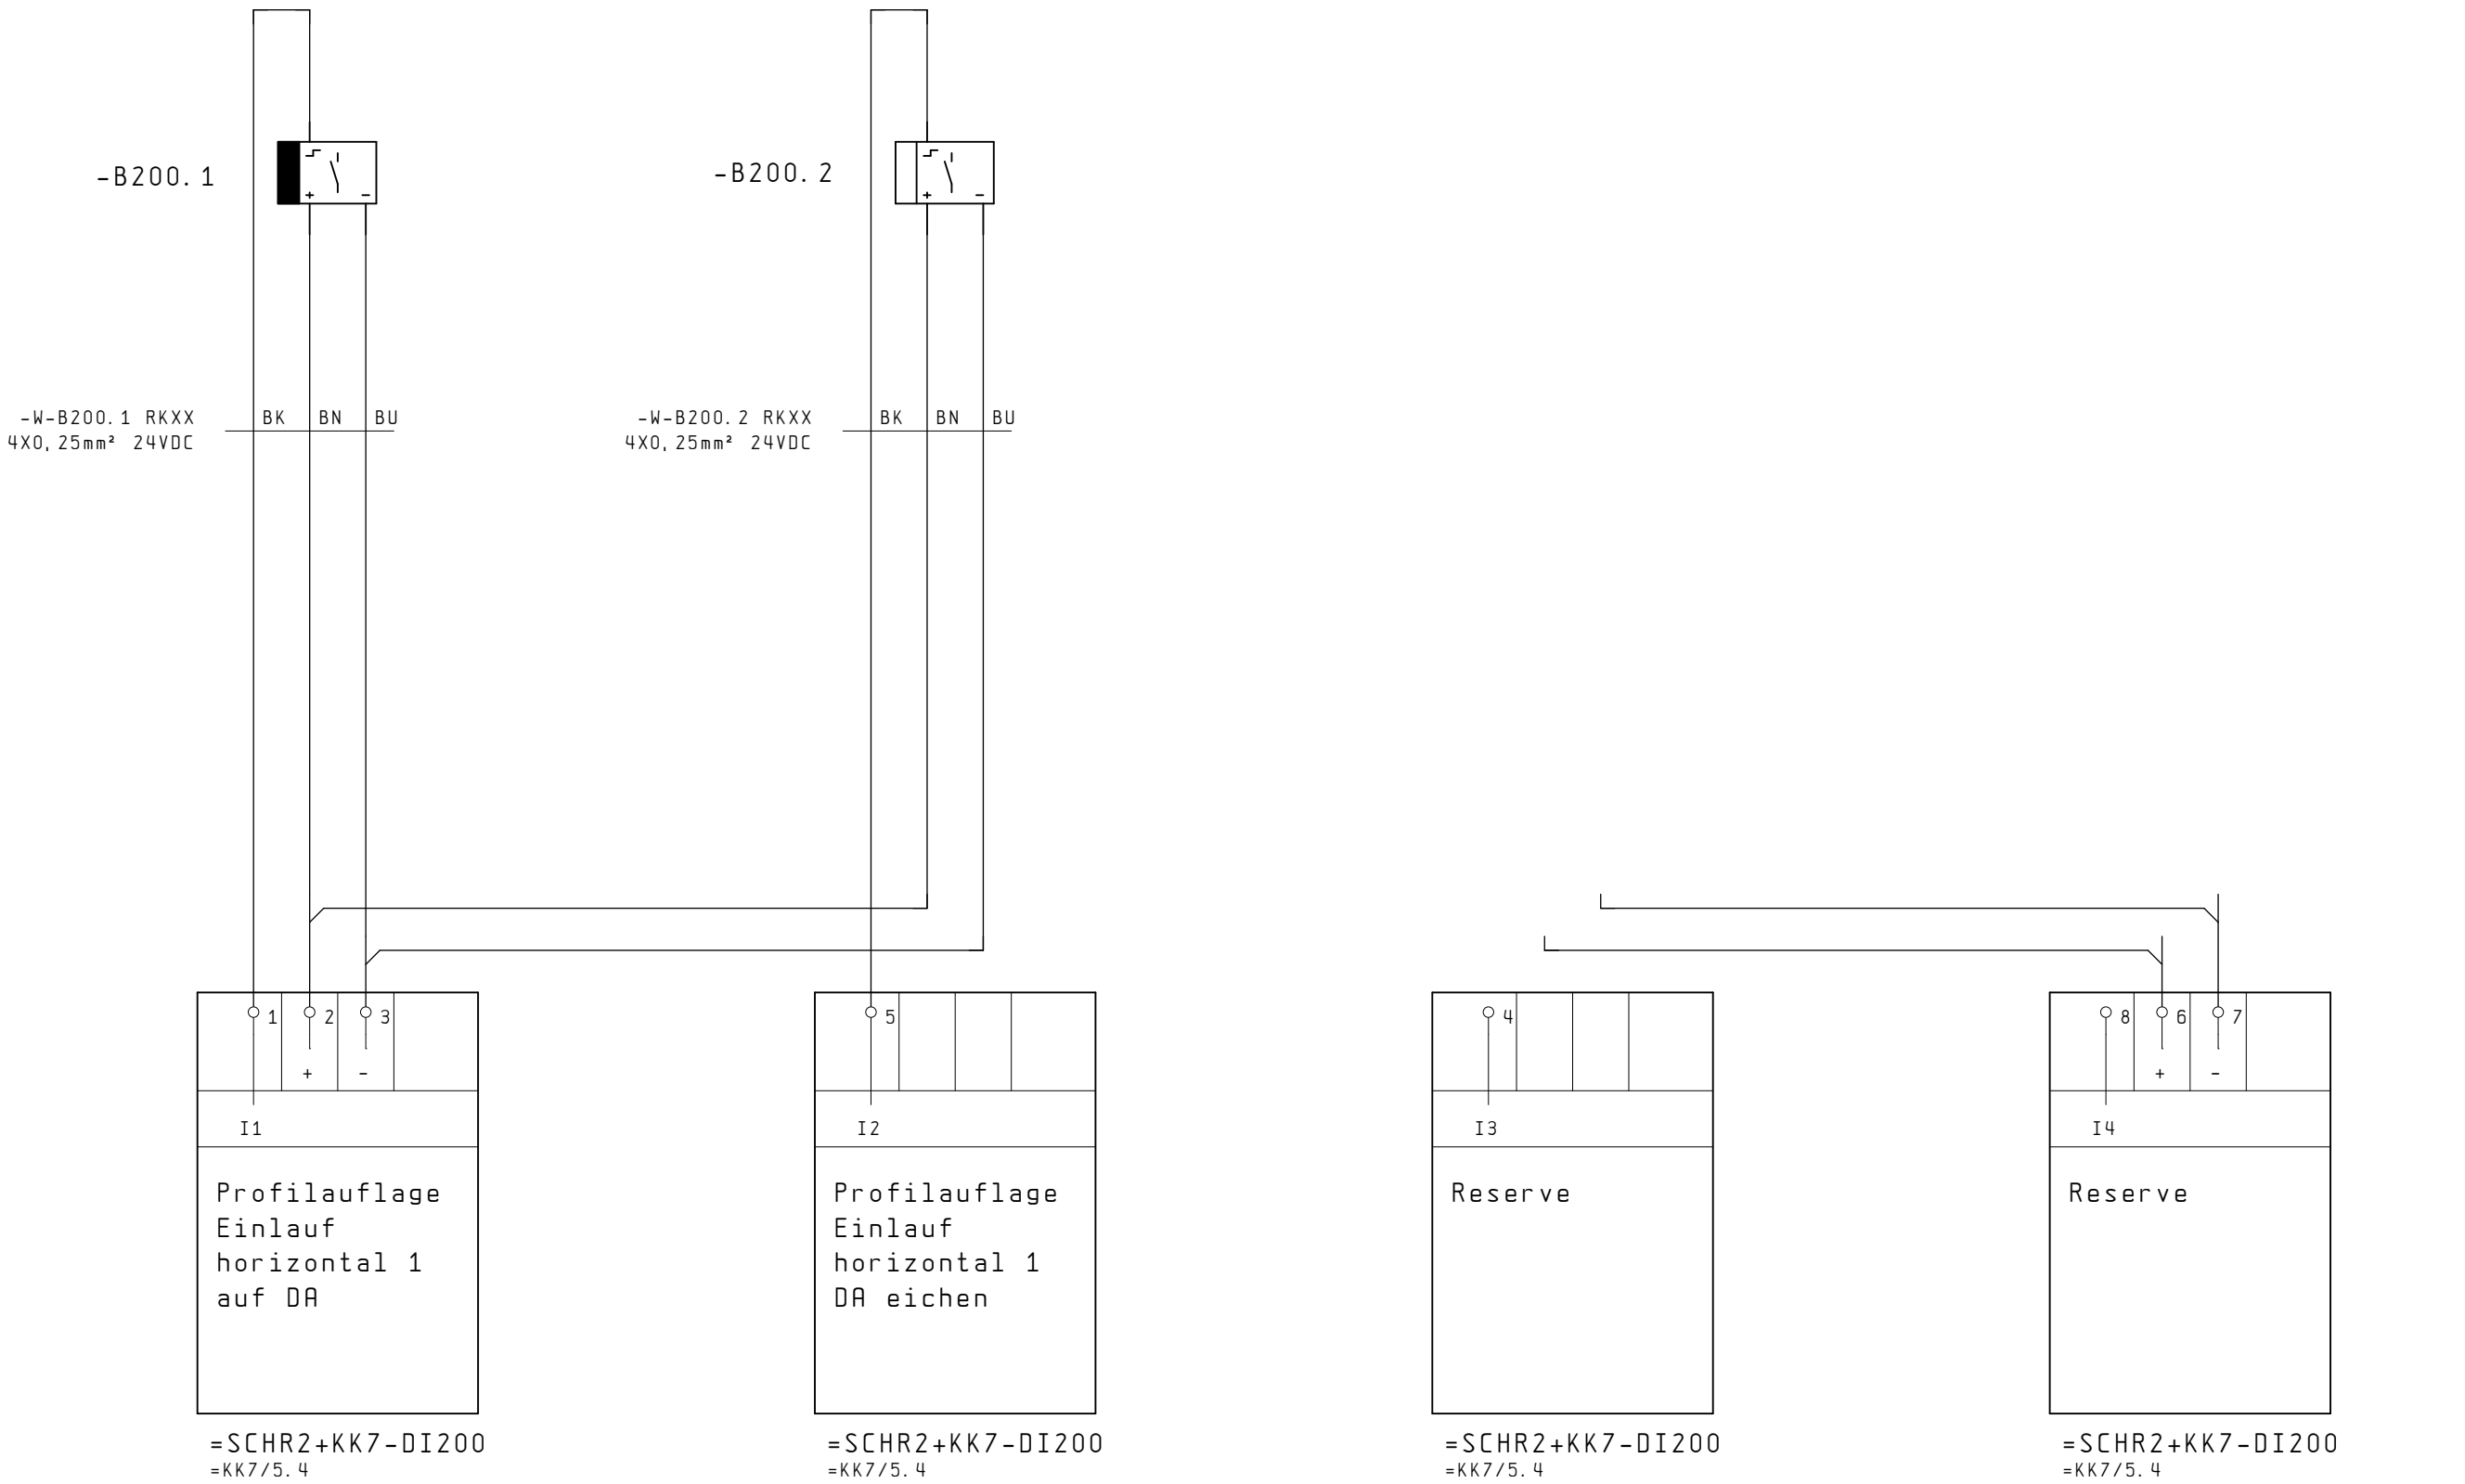 -B200.1
-B200.2
-W-B200.1 RKXX
4X0,25mm² 24VDC
BK BN BU
-W-B200.2 RKXX
4X0,25mm² 24VDC
BK BN BU
1 2 3
+ -
I1
Profilauflage
Einlauf
horizontal 1
auf DA
=SCHR2+KK7-DI200
=KK7/5.4
5
I2
Profilauflage
Einlauf
horizontal 1
DA eichen
=SCHR2+KK7-DI200
=KK7/5.4
4
I3
Reserve
=SCHR2+KK7-DI200
=KK7/5.4
8 6 7
+ -
I4
Reserve
=SCHR2+KK7-DI200
=KK7/5.4